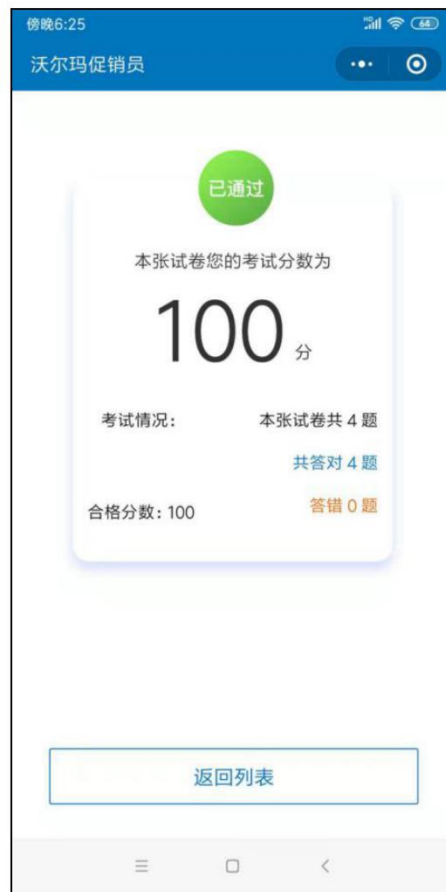 傍晚6:25
64
沃尔玛促销员
已通过
本张试卷您的考试分数为
100 分
考试情况: 本张试卷共 4 题
共答对 4 题
合格分数: 100 答错 0 题
返回列表